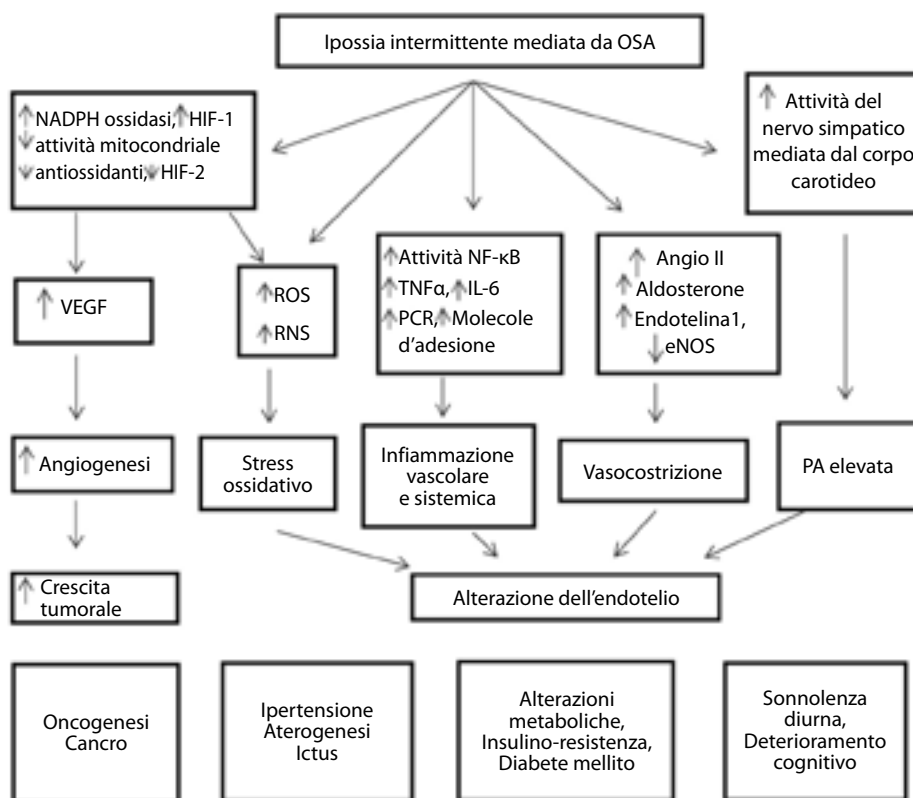 Ipossia intermittente mediata da OSA
↑NADPH ossidasi,↑HIF-1
↓attività mitocondriale
↓antiossidanti,↓HIF-2
↑ Attività del
nervo simpatico
mediata dal corpo
carotideo
↑ VEGF
↑ROS
↑RNS
↑Attività NF-κB
↑TNFα,↑IL-6
↑PCR,↑Molecole
d'adesione
↑ Angio II
↑Aldosterone
↑Endotelina1,
↓eNOS
↑Angiogenesi
Stress
ossidativo
Infiammazione
vascolare
e sistemica
Vasocostrizione
PA elevata
↑Crescita
tumorale
Alterazione dell'endotelio
Oncogenesi
Cancro
Ipertensione
Aterogenesi
Ictus
Alterazioni
metaboliche,
Insulino-resistenza,
Diabete mellito
Sonnolenza
diurna,
Deterioramento
cognitivo